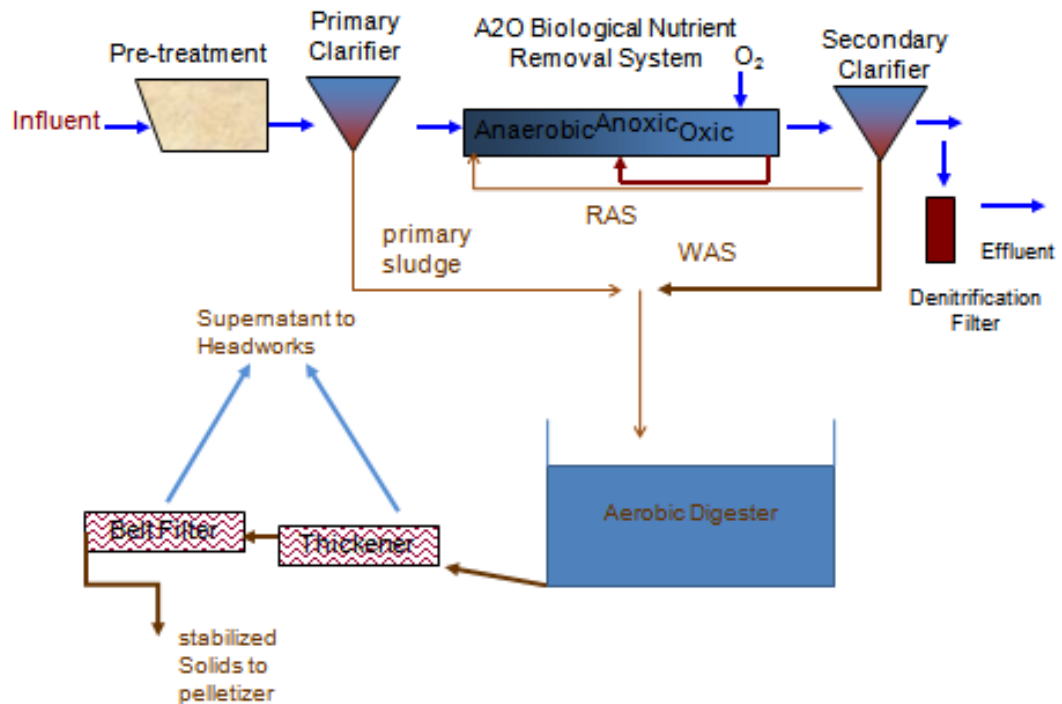 Primary
Clarifier
A2O Biological Nutrient
Removal System
O₂
Secondary
Clarifier
Pre-treatment
Influent
Anaerobic Anoxic Oxic
RAS
primary
sludge
WAS
Effluent
Denitrification
Filter
Supernatant to
Headworks
Aerobic Digester
Belt Filter
Thickener
stabilized
Solids to
pelletizer